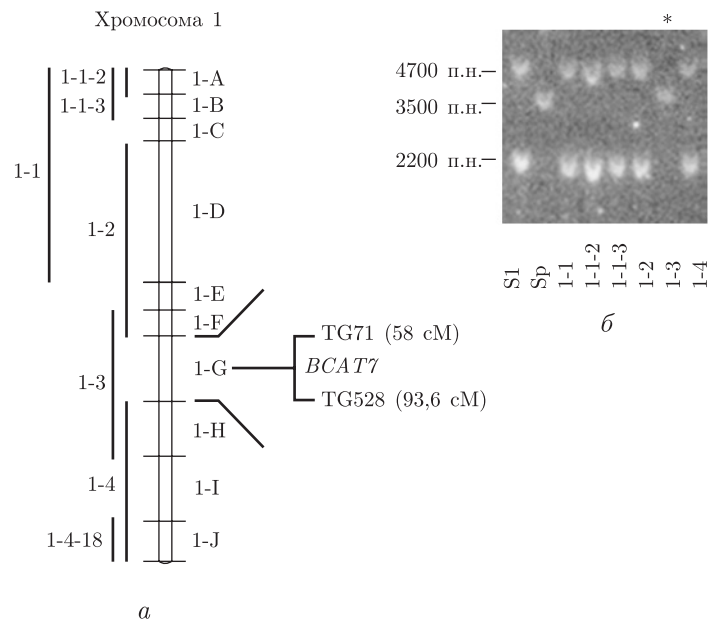 Хромосома 1
1-1-2
1-1-3
1-1
1-2
1-3
1-4
1-4-18
1-A
1-B
1-C
1-D
1-E
1-F
1-G
1-H
1-I
1-J
TG71 (58 сМ)
BCAT7
TG528 (93,6 сМ)
а
*
4700 п.н.
3500 п.н.
2200 п.н.
S1
Sp
1-1
1-1-2
1-1-3
1-2
1-3
1-4
б